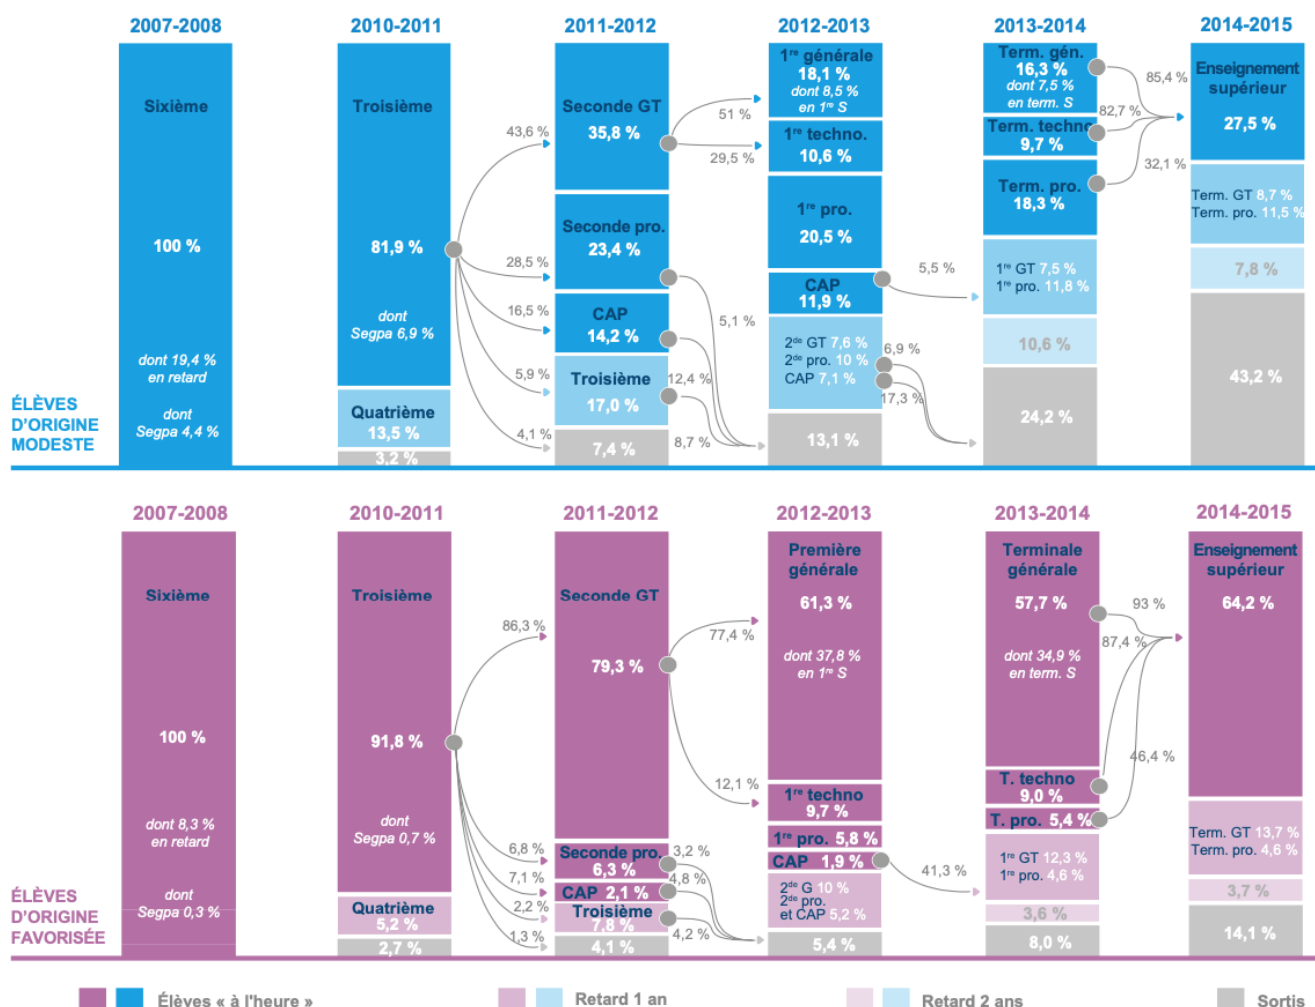 2007-2008
2010-2011
2011-2012
2012-2013
2013-2014
2014-2015
Sixième
100 %
dont 19,4 %
en retard
dont
Segpa 4,4 %
Troisième
81,9 %
dont
Segpa 6,9 %
Quatrième
13,5 %
3,2 %
43,6 %
28,5 %
16,5 %
5,9 %
4,1 %
Seconde GT
35,8 %
Seconde pro.
23,4 %
CAP
14,2 %
Troisième
17,0 %
7,4 %
51 %
29,5 %
5,1 %
12,4 %
8,7 %
1re générale
18,1 %
dont 8,5 %
en 1re S
1re techno.
10,6 %
1re pro.
20,5 %
CAP
11,9 %
2de GT 7,6 %
2de pro. 10 %
CAP 7,1 %
13,1 %
5,5 %
6,9 %
17,3 %
Term. gén.
16,3 %
dont 7,5 %
en term. S
Term. techno
9,7 %
Term. pro.
18,3 %
1re GT 7,5 %
1re pro. 11,8 %
10,6 %
24,2 %
85,4 %
82,7 %
32,1 %
Enseignement
supérieur
27,5 %
Term. GT 8,7 %
Term. pro. 11,5 %
7,8 %
43,2 %
ÉLÈVES
D'ORIGINE
MODESTE
2007-2008
2010-2011
2011-2012
2012-2013
2013-2014
2014-2015
Sixième
100 %
dont 8,3 %
en retard
dont
Segpa 0,3 %
Troisième
91,8 %
dont
Segpa 0,7 %
Quatrième
5,2 %
2,7 %
86,3 %
6,8 %
7,1 %
2,2 %
1,3 %
Seconde GT
79,3 %
Seconde pro.
6,3 %
CAP 2,1 %
Troisième
7,8 %
4,1 %
77,4 %
12,1 %
3,2 %
4,8 %
4,2 %
Première
générale
61,3 %
dont 37,8 %
en 1re S
1re techno
9,7 %
1re pro. 5,8 %
CAP 1,9 %
2de G 10 %
2de pro.
et CAP 5,2 %
5,4 %
41,3 %
Terminale
générale
57,7 %
dont 34,9 %
en term. S
T. techno
9,0 %
T. pro. 5,4 %
1re GT 12,3 %
1re pro. 4,6 %
3,6 %
8,0 %
93 %
87,4 %
46,4 %
Enseignement
supérieur
64,2 %
Term. GT 13,7 %
Term. pro. 4,6 %
3,7 %
14,1 %
ÉLÈVES
D'ORIGINE
FAVORISÉE
Élèves « à l'heure »
Retard 1 an
Retard 2 ans
Sortis